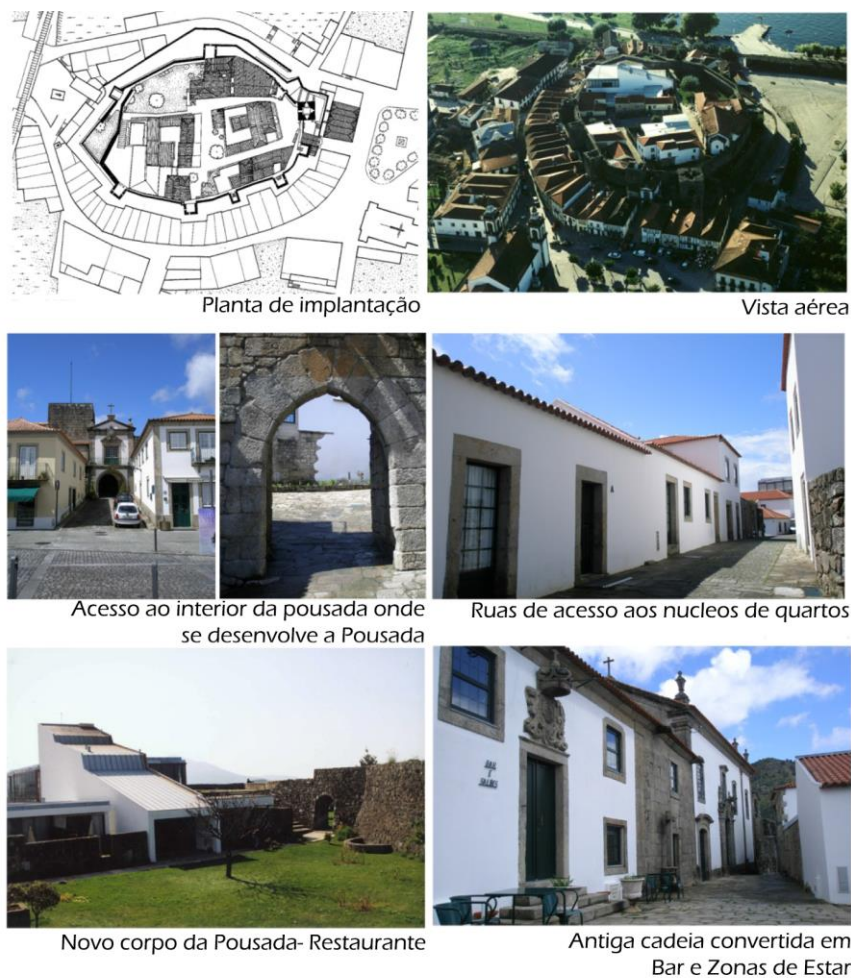 Planta de implantação
Vista aérea
Acesso ao interior da pousada onde
se desenvolve a Pousada
Ruas de acesso aos nucleos de quartos
Novo corpo da Pousada- Restaurante
Antiga cadeia convertida em
Bar e Zonas de Estar